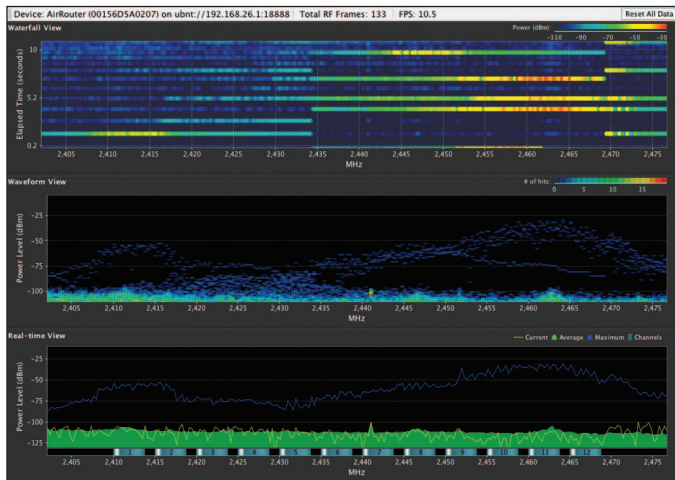 Device: AirRouter (00156D5A0207) on ubnt://192.168.26.1:18888 Total RF Frames: 133 FPS: 10.5 Reset All Data
Waterfall View
Power (dBm):
-110 -90 -70 -50 -30
Elapsed Time (seconds)
10
5.2
0.2
2,405 2,410 2,415 2,420 2,425 2,430 2,435 2,440 2,445 2,450 2,455 2,460 2,465 2,470 2,475
MHz
Waveform View
# of hits:
0 5 10 15
Power Level (dBm)
-25
-50
-75
-100
2,405 2,410 2,415 2,420 2,425 2,430 2,435 2,440 2,445 2,450 2,455 2,460 2,465 2,470 2,475
MHz
Real-time View
Current Average Maximum Channels
Power Level (dBm)
-25
-50
-75
-100
-125
1 2 3 4 5 6 7 8 9 10 11 12
2,405 2,410 2,415 2,420 2,425 2,430 2,435 2,440 2,445 2,450 2,455 2,460 2,465 2,470 2,475
MHz